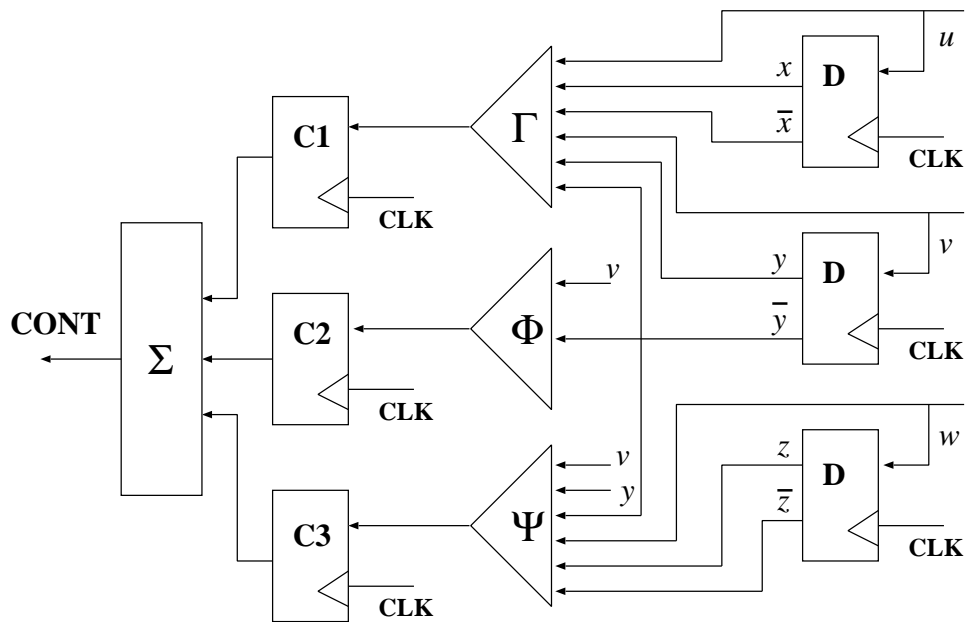 u
x
D
x̅
Γ
C1
CLK
CLK
v
y
D
v
CONT
C2
Φ
y̅
Σ
CLK
CLK
w
z
v
D
y
z̅
C3
Ψ
CLK
CLK